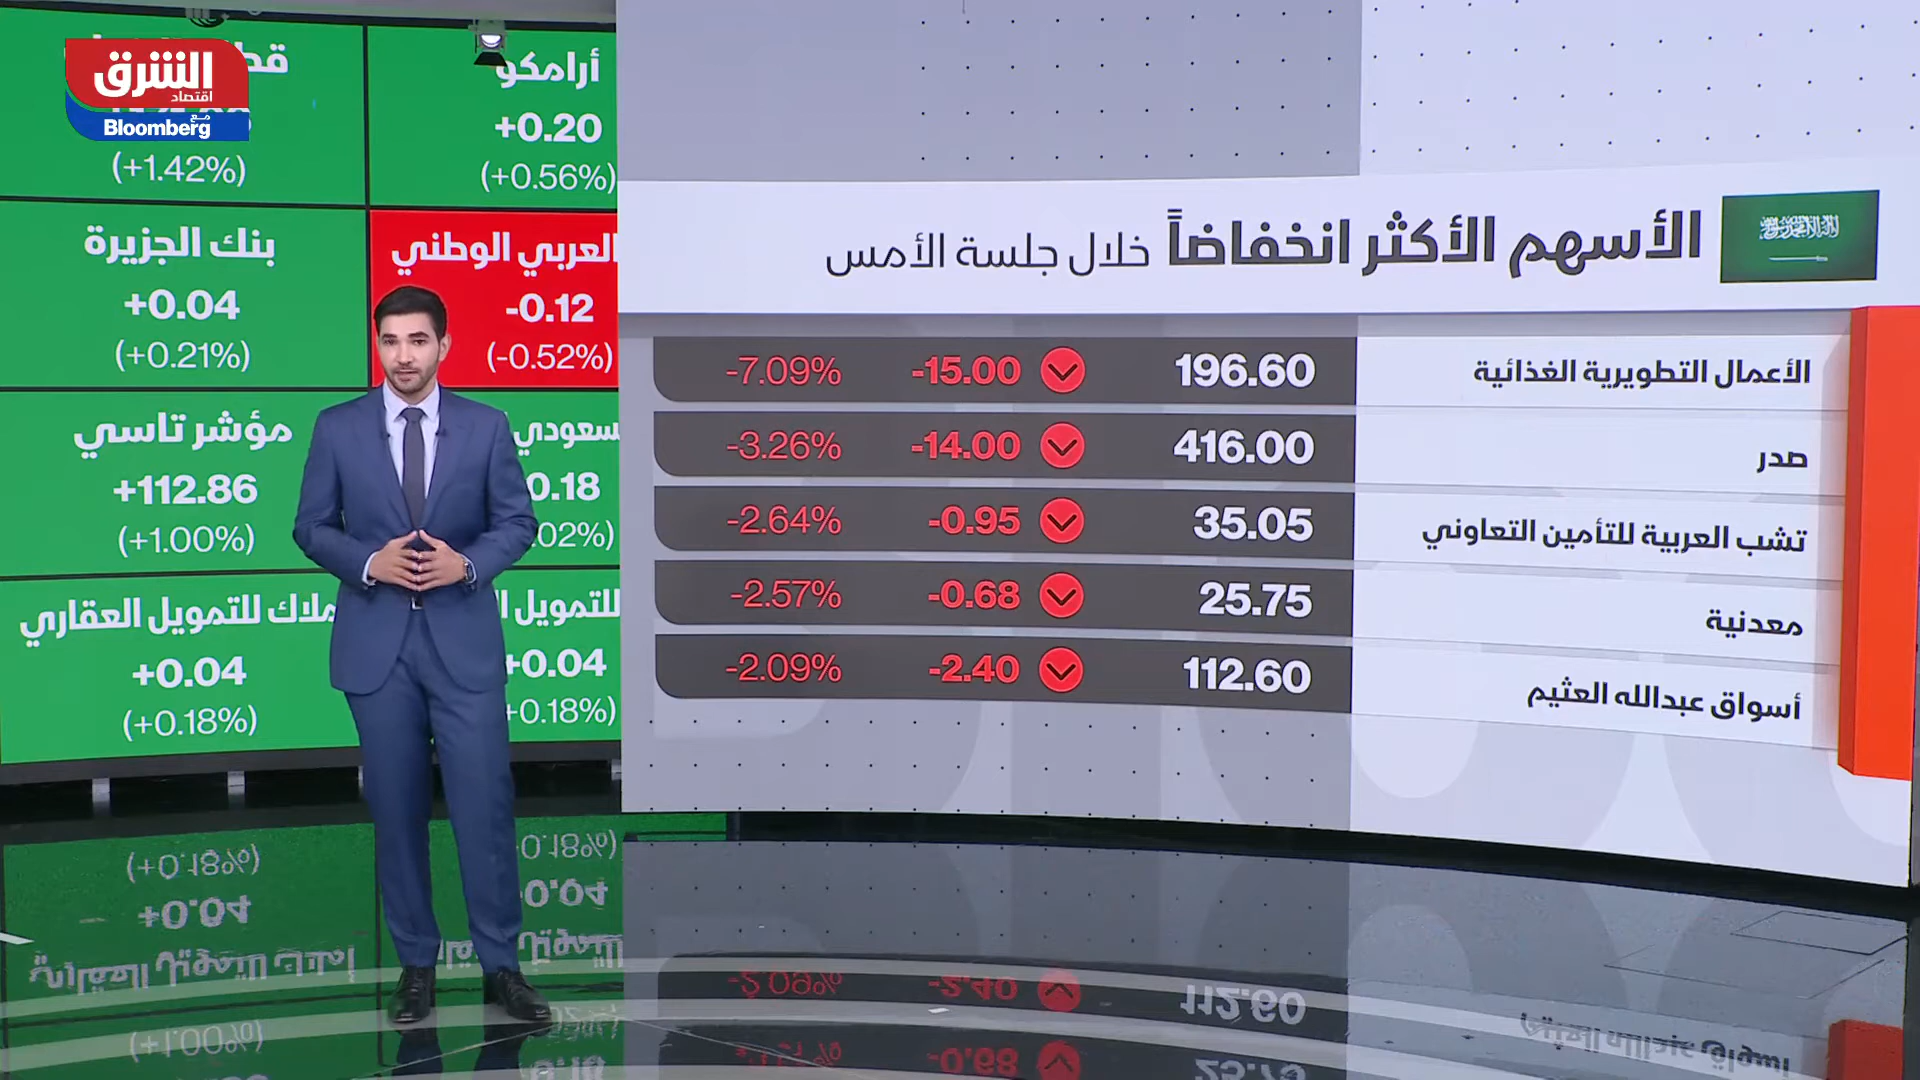 الشرق
اقتصاد
مع
Bloomberg
(+1.42%)
أرامكو
+0.20
(+0.56%)
بنك الجزيرة
+0.04
(+0.21%)
العربي الوطني
-0.12
(-0.52%)
مؤشر تاسي
+112.86
(+1.00%)
0.18
.02%)
ملاك للتمويل العقاري
+0.04
(+0.18%)
للتمويل
+0.04
+0.18%)
الأسهم الأكثر انخفاضاً خلال جلسة الأمس
الأعمال التطويرية الغذائية 196.60 -15.00 -7.09%
صدر 416.00 -14.00 -3.26%
تشب العربية للتأمين التعاوني 35.05 -0.95 -2.64%
معدنية 25.75 -0.68 -2.57%
أسواق عبدالله العثيم 112.60 -2.40 -2.09%